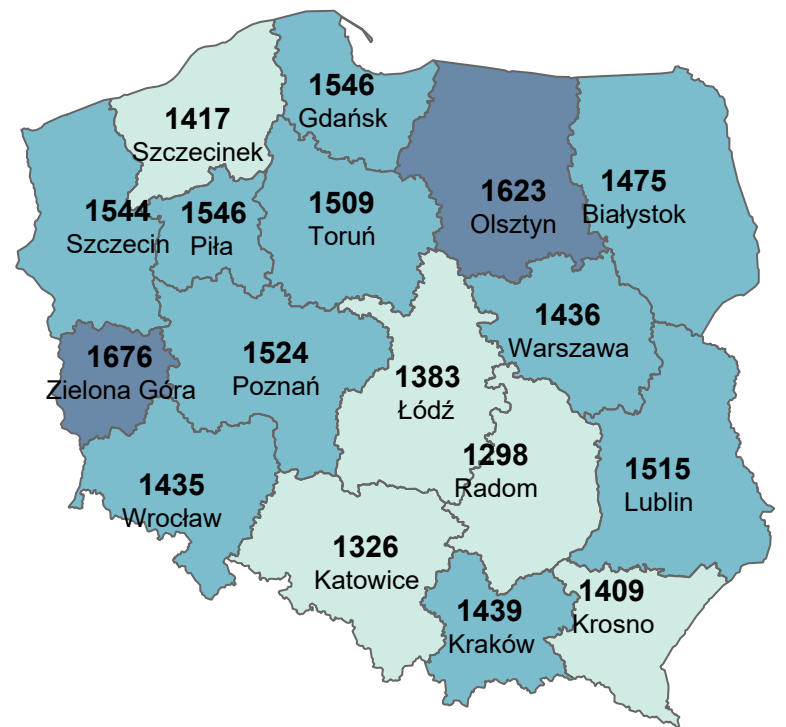 1546
Gdańsk
1417
Szczecinek
1623
Olsztyn
1475
Białystok
1544
Szczecin
1546
Piła
1509
Toruń
1436
Warszawa
1676
Zielona Góra
1524
Poznań
1383
Łódź
1298
Radom
1515
Lublin
1435
Wrocław
1326
Katowice
1439
Kraków
1409
Krosno